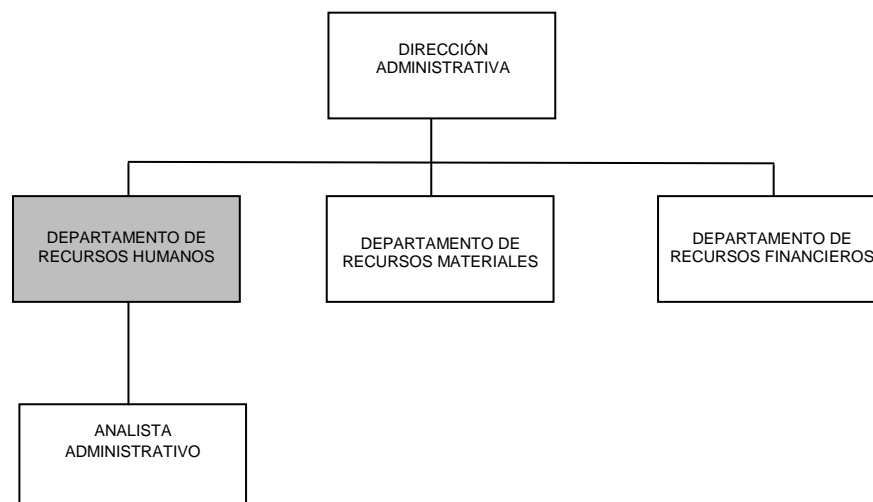 DIRECCIÓN
ADMINISTRATIVA
DEPARTAMENTO DE
RECURSOS HUMANOS
DEPARTAMENTO DE
RECURSOS MATERIALES
DEPARTAMENTO DE
RECURSOS FINANCIEROS
ANALISTA
ADMINISTRATIVO